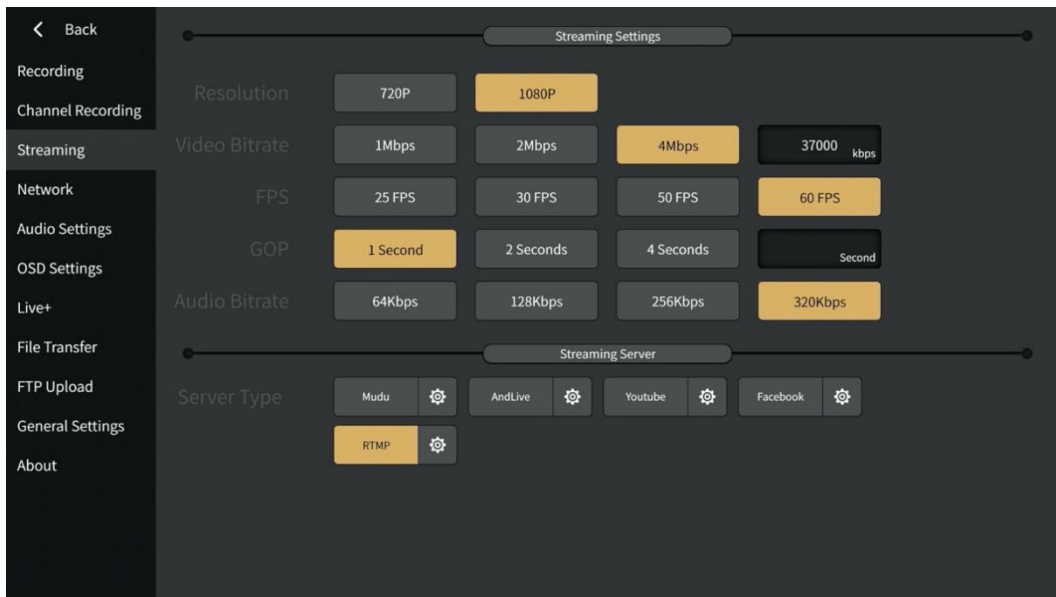 Back
Recording
Channel Recording
Streaming
Network
Audio Settings
OSD Settings
Live+
File Transfer
FTP Upload
General Settings
About
Streaming Settings
Resolution 720P 1080P
Video Bitrate 1Mbps 2Mbps 4Mbps 37000 kbps
FPS 25 FPS 30 FPS 50 FPS 60 FPS
GOP 1 Second 2 Seconds 4 Seconds Second
Audio Bitrate 64Kbps 128Kbps 256Kbps 320Kbps
Streaming Server
Server Type Mudu AndLive Youtube Facebook
RTMP